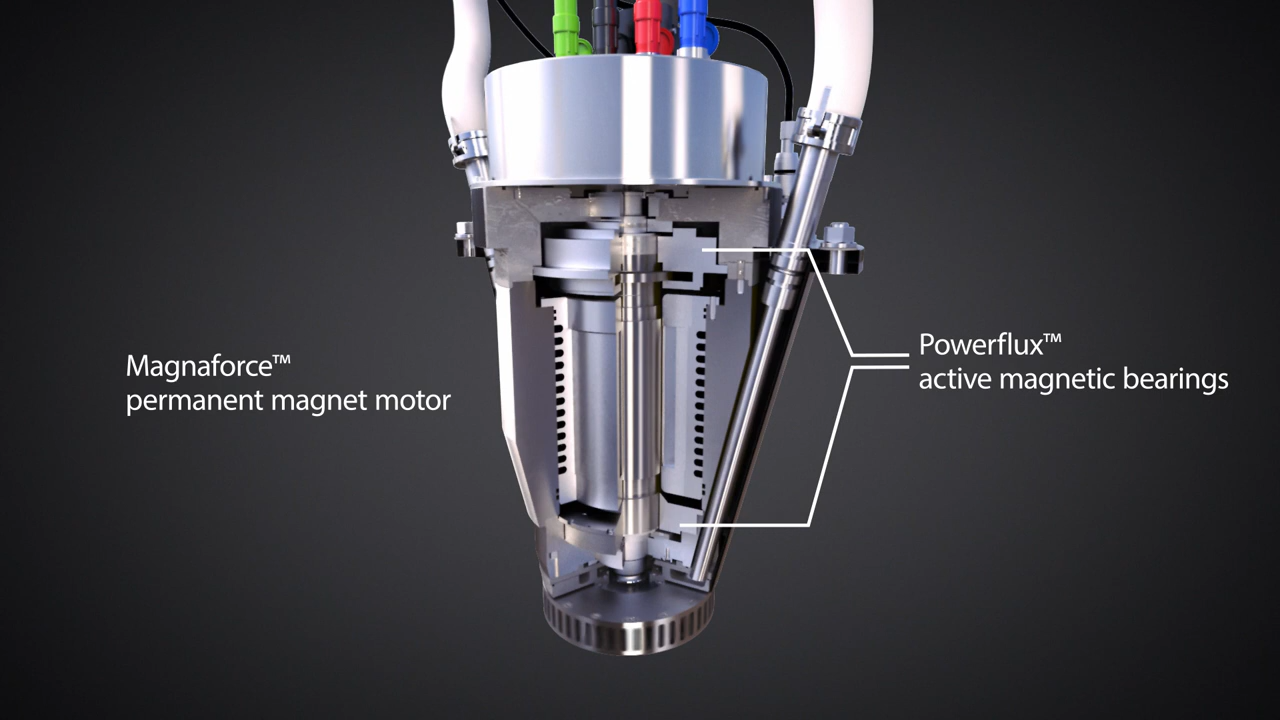 Magnaforce™
permanent magnet motor
Powerflux™
active magnetic bearings